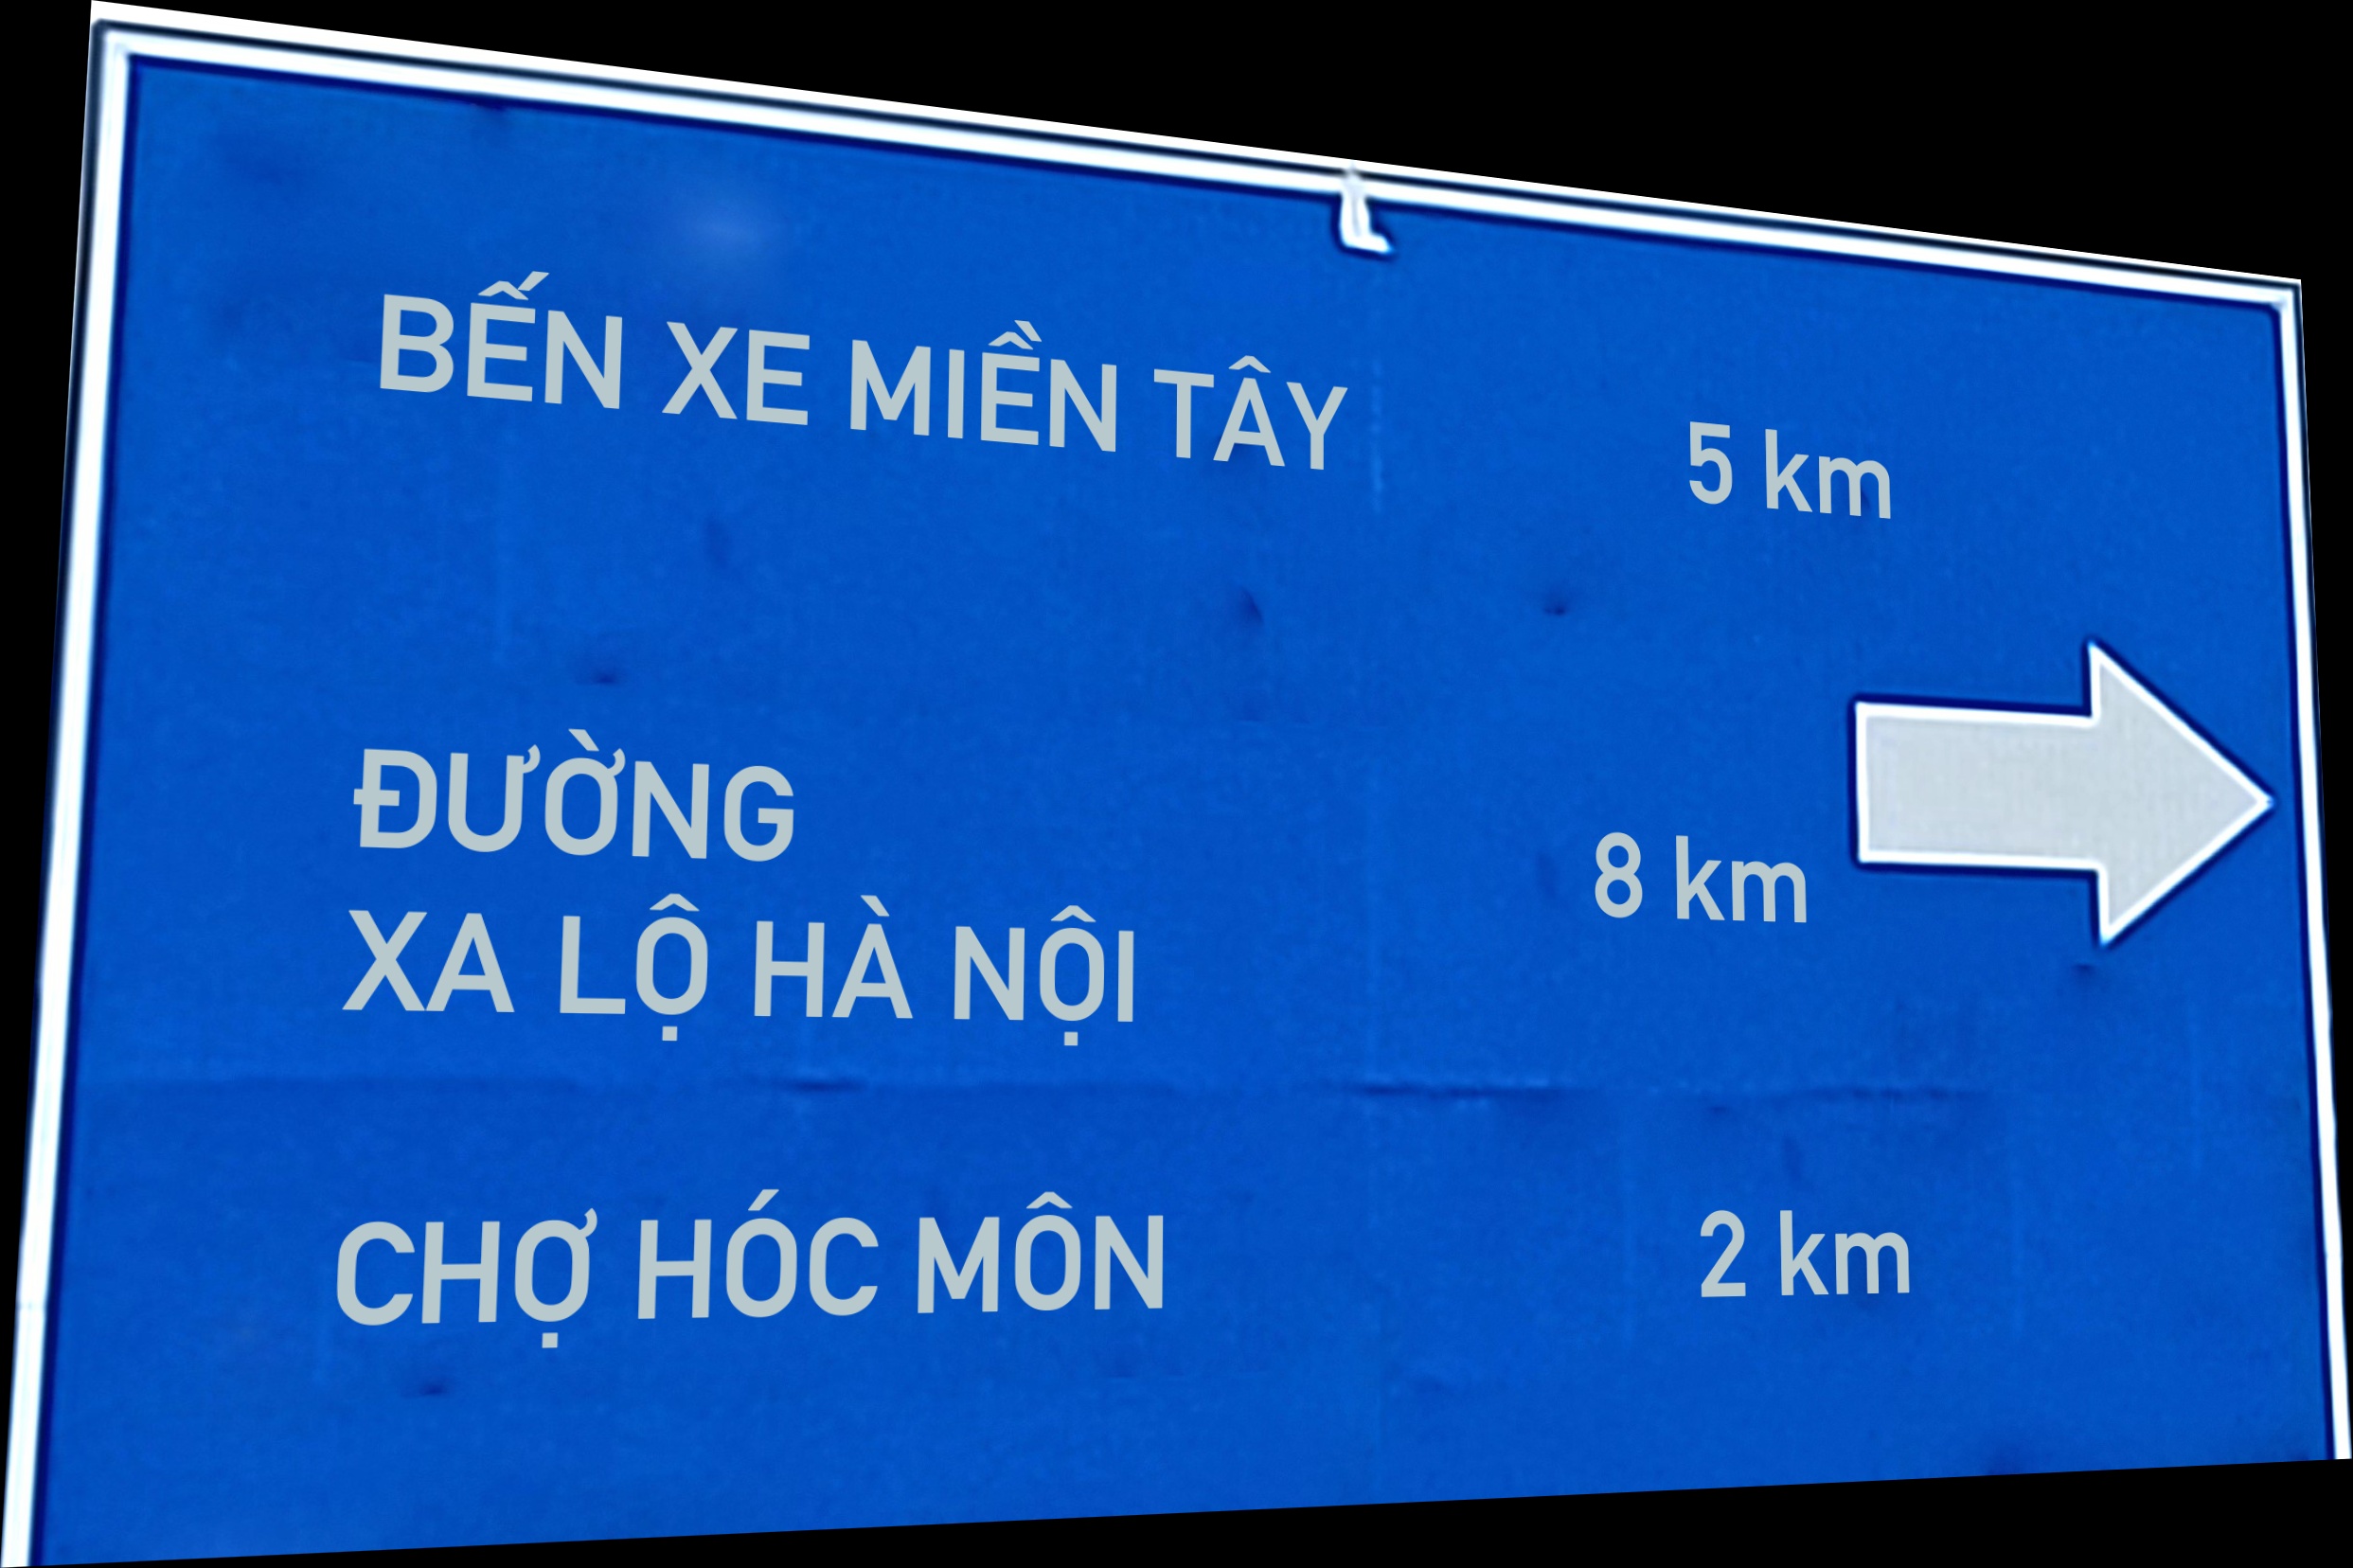 BẾN XE MIỀN TÂY 5 km
ĐƯỜNG
XA LỘ HÀ NỘI 8 km
CHỢ HÓC MÔN 2 km